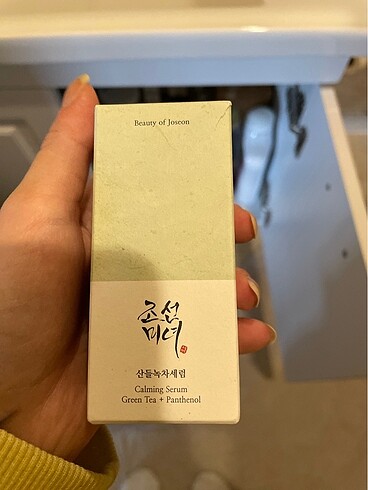 Beauty of Joseon
조선
미녀
산들녹차세럼
Calming Serum
Green Tea + Panthenol